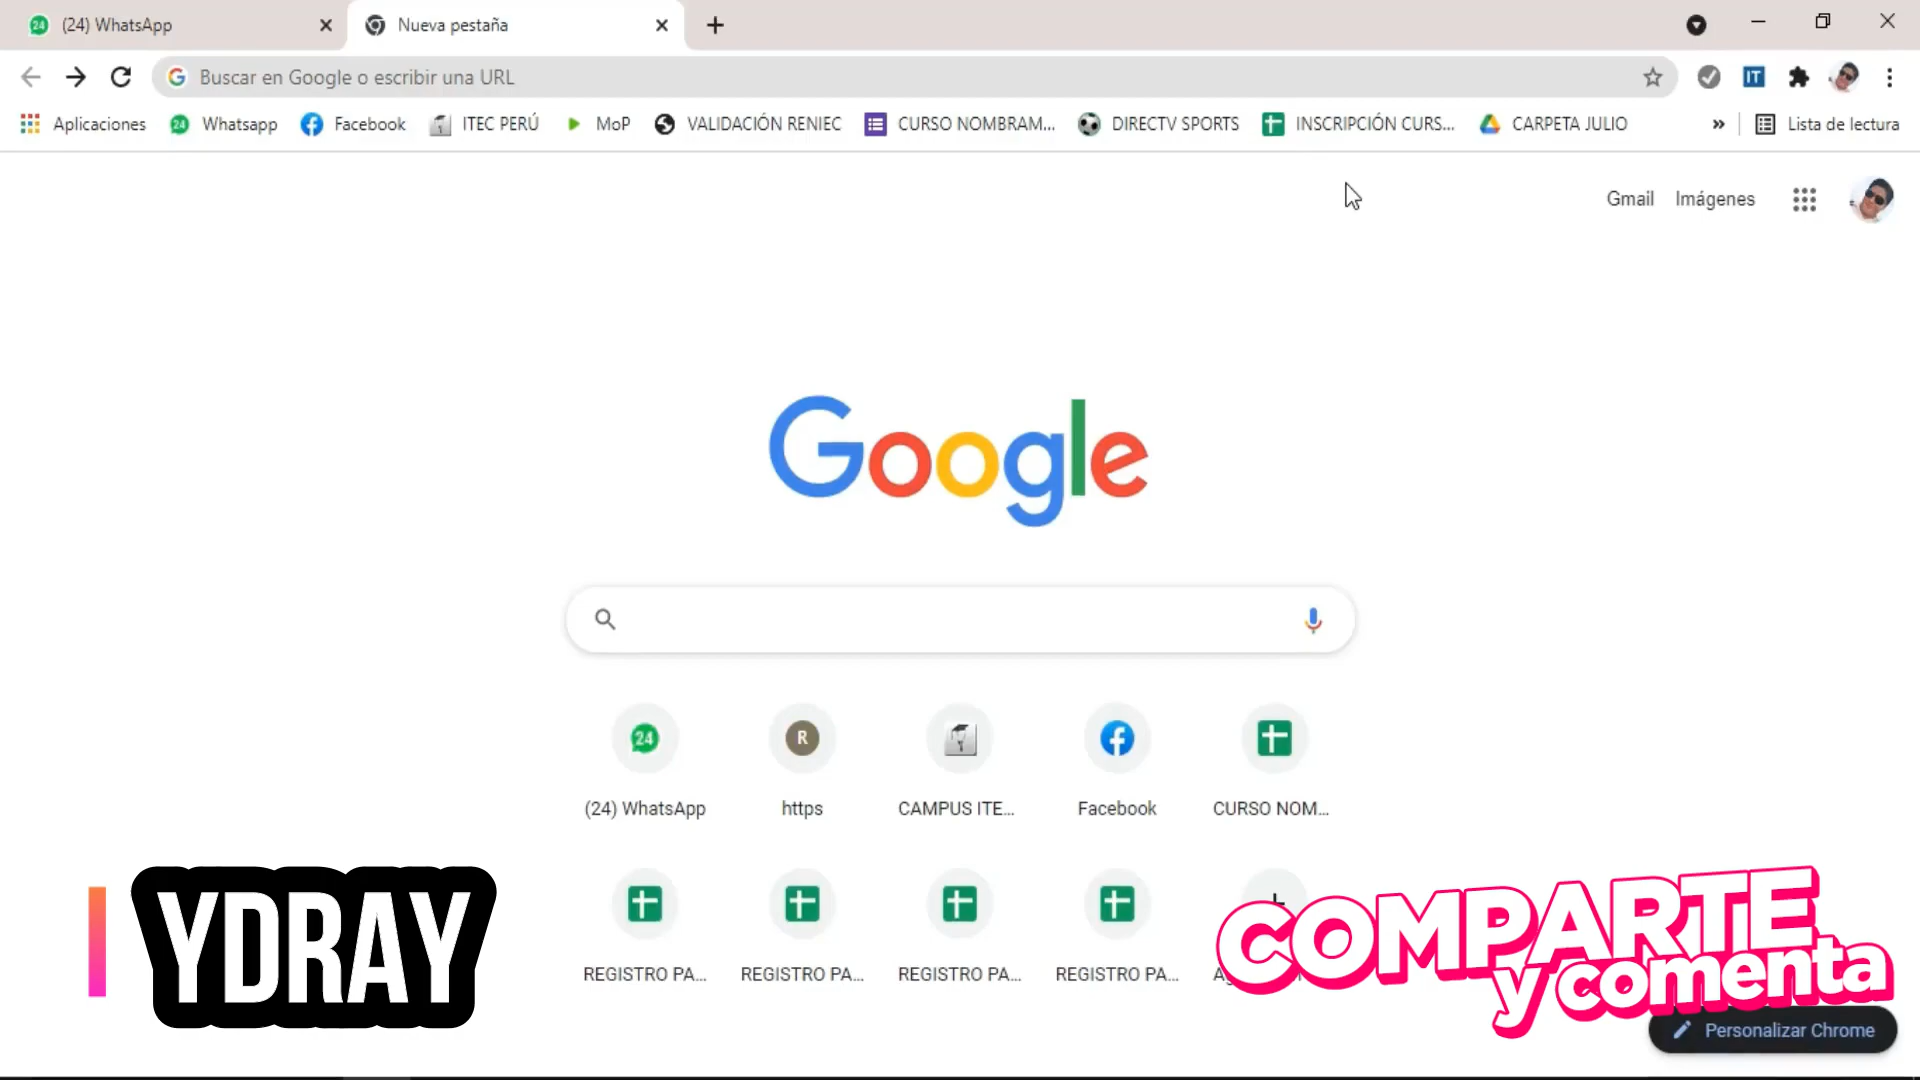 (24) WhatsApp
Nueva pestaña
Buscar en Google o escribir una URL
IT
Aplicaciones
24 Whatsapp
Facebook
ITEC PERÚ
MoP
VALIDACIÓN RENIEC
CURSO NOMBRAM...
DIRECTV SPORTS
INSCRIPCIÓN CURS...
CARPETA JULIO
»
Lista de lectura
Gmail
Imágenes
Google
24
R
(24) WhatsApp
https
CAMPUS ITE...
Facebook
CURSO NOM...
REGISTRO PA...
REGISTRO PA...
REGISTRO PA...
REGISTRO PA...
YDRAY
COMPARTE
y comenta
Personalizar Chrome